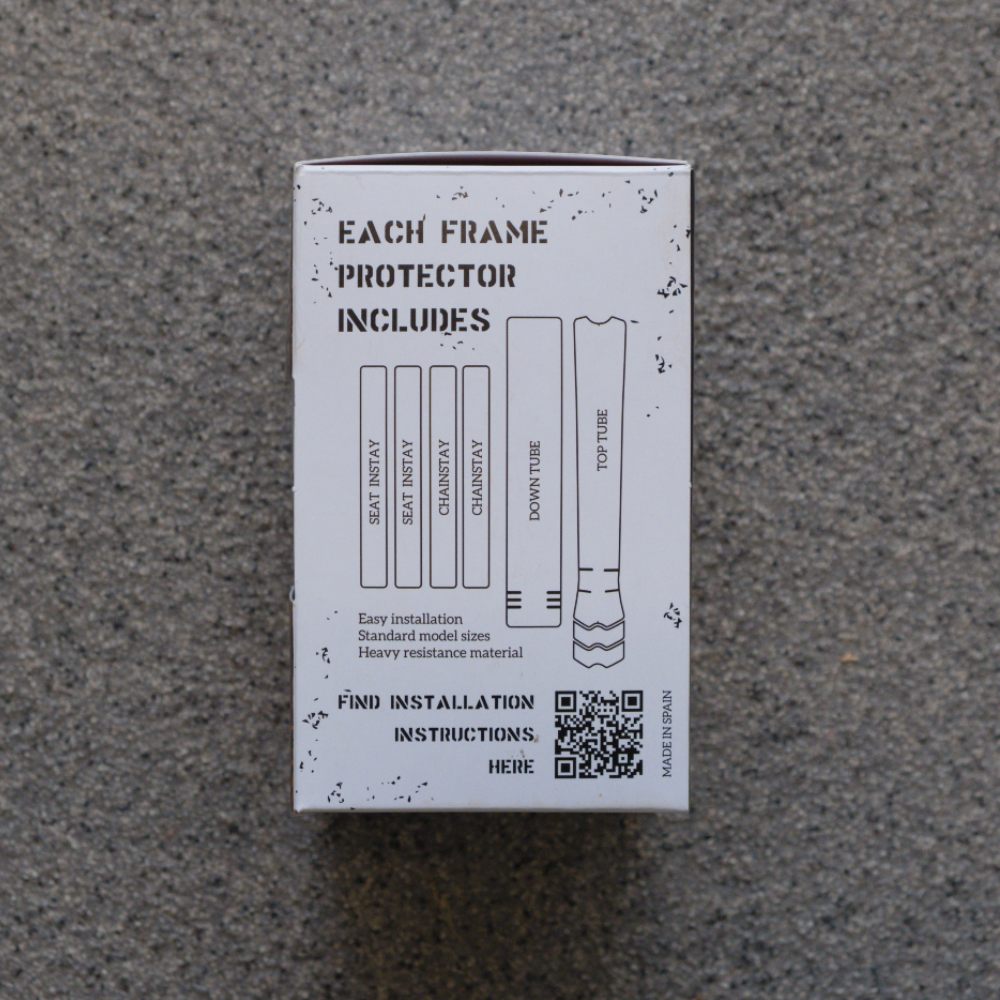 EACH FRAME
PROTECTOR
INCLUDES
SEAT INSTAY
SEAT INSTAY
CHAINSTAY
CHAINSTAY
DOWN TUBE
TOP TUBE
Easy installation
Standard model sizes
Heavy resistance material
FIND INSTALLATION
INSTRUCTIONS
HERE
MADE IN SPAIN